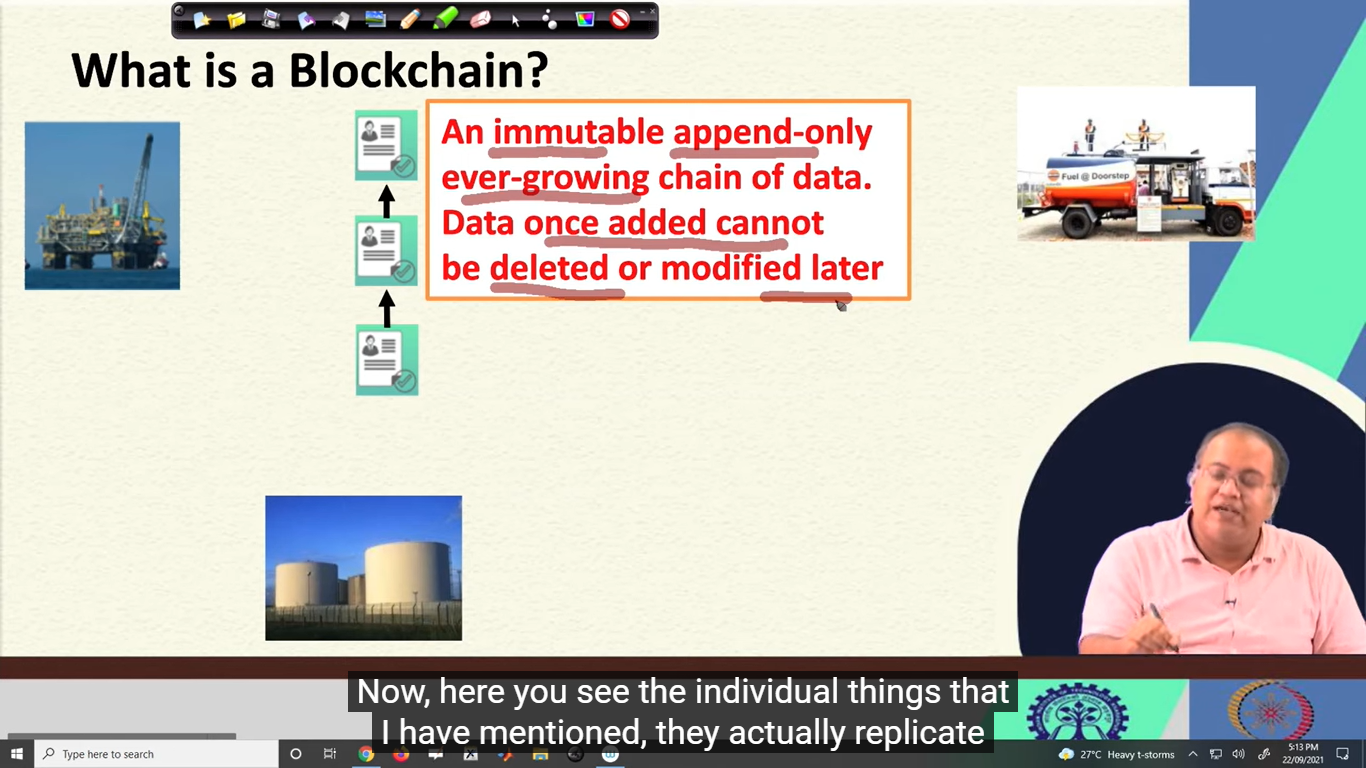 What is a Blockchain?
An immutable append-only
ever-growing chain of data.
Data once added cannot
be deleted or modified later
Fuel @ Doorstep
Now, here you see the individual things that
I have mentioned, they actually replicate
Type here to search
27°C Heavy t-storms
5:13 PM
22/09/2021